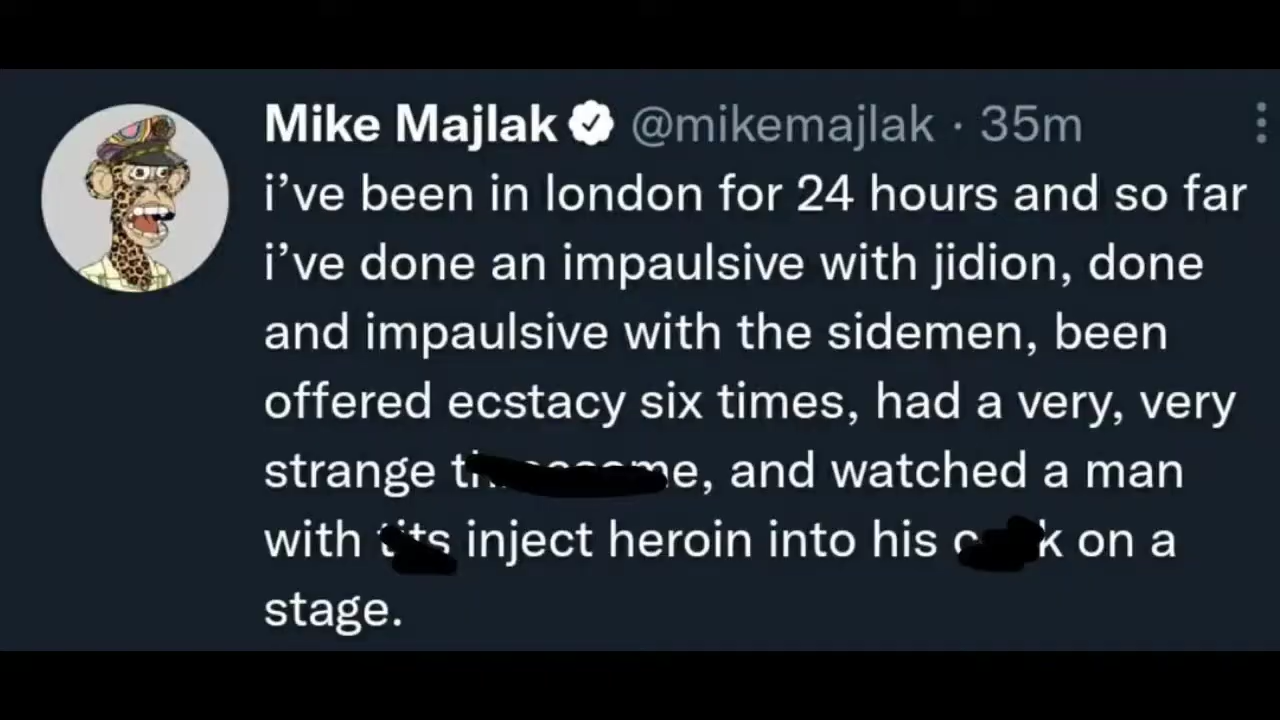 Mike Majlak @mikemajlak · 35m
i’ve been in london for 24 hours and so far
i’ve done an impaulsive with jidion, done
and impaulsive with the sidemen, been
offered ecstacy six times, had a very, very
strange , and watched a man
with tits inject heroin into his on a
stage.